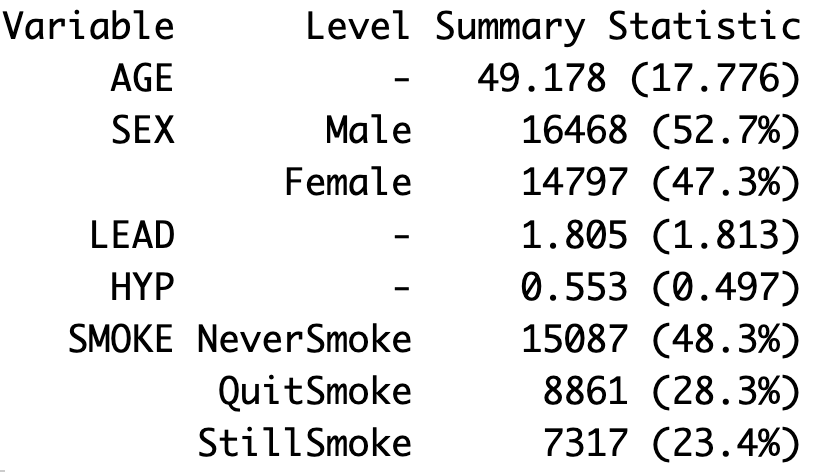 Variable Level Summary Statistic
AGE - 49.178 (17.776)
SEX Male 16468 (52.7%)
Female 14797 (47.3%)
LEAD - 1.805 (1.813)
HYP - 0.553 (0.497)
SMOKE NeverSmoke 15087 (48.3%)
QuitSmoke 8861 (28.3%)
StillSmoke 7317 (23.4%)